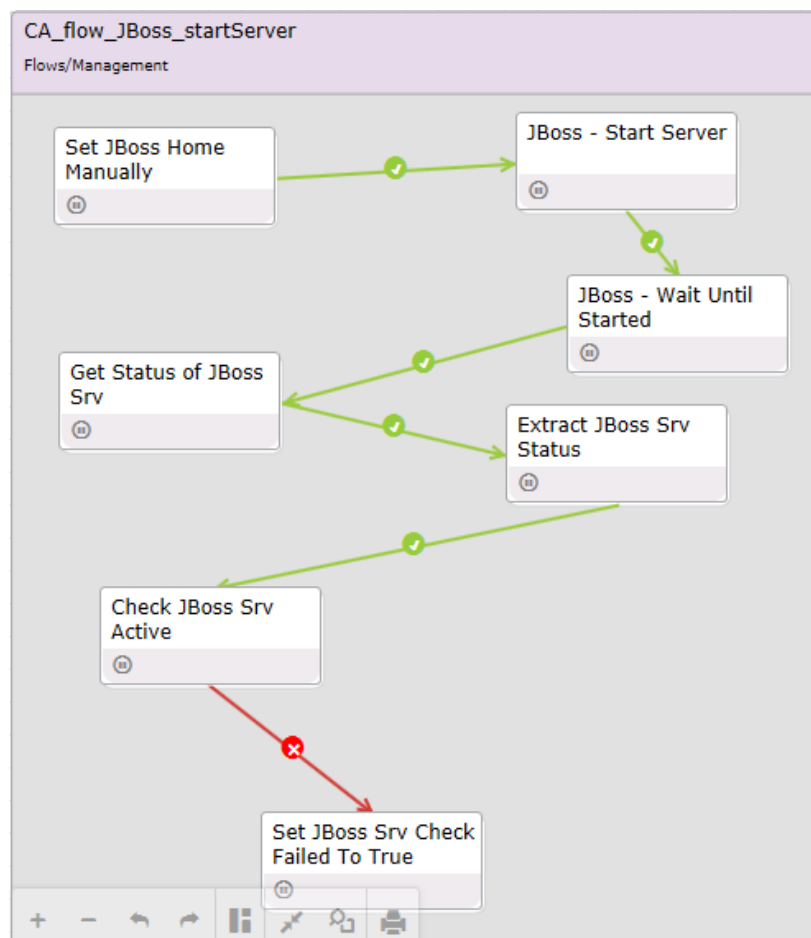 CA_flow_JBoss_startServer
Flows/Management
Set JBoss Home
Manually
JBoss - Start Server
JBoss - Wait Until
Started
Get Status of JBoss
Srv
Extract JBoss Srv
Status
Check JBoss Srv
Active
Set JBoss Srv Check
Failed To True